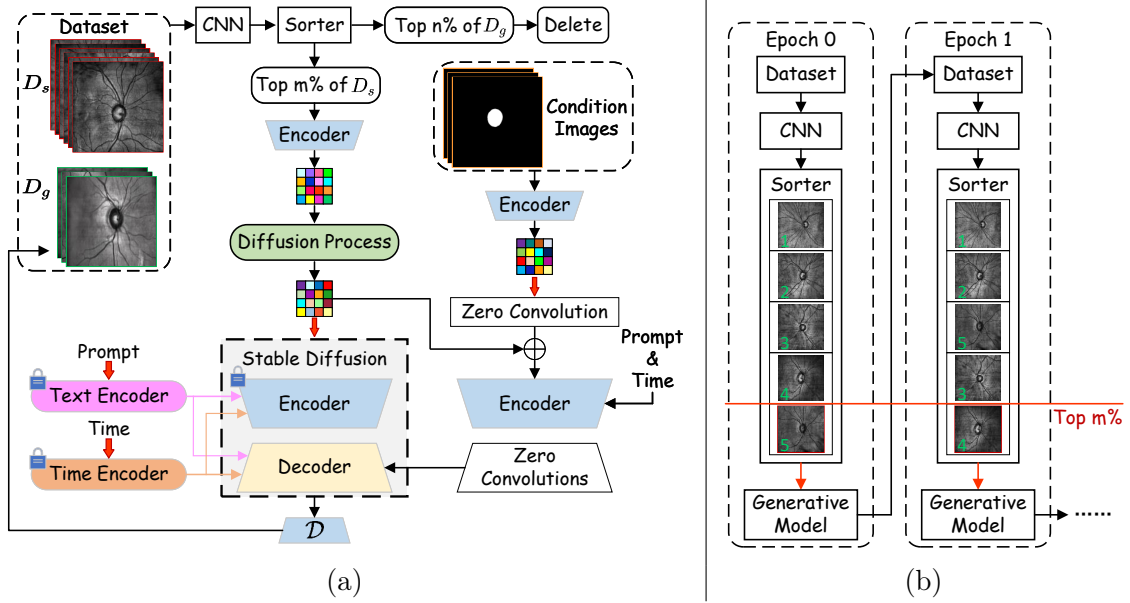 Dataset
CNN
Sorter
Top n% of D_g
Delete
D_s
Top m% of D_s
Condition
Images
Encoder
D_g
Encoder
Diffusion Process
Zero Convolution
Prompt
&
Time
Prompt
Stable Diffusion
Text Encoder
Encoder
Encoder
Time
Time Encoder
Decoder
Zero
Convolutions
D
(a)
Epoch 0
Dataset
CNN
Sorter
1
2
3
4
5
Generative
Model
Epoch 1
Dataset
CNN
Sorter
1
2
5
3
4
Top m%
Generative
Model
......
(b)